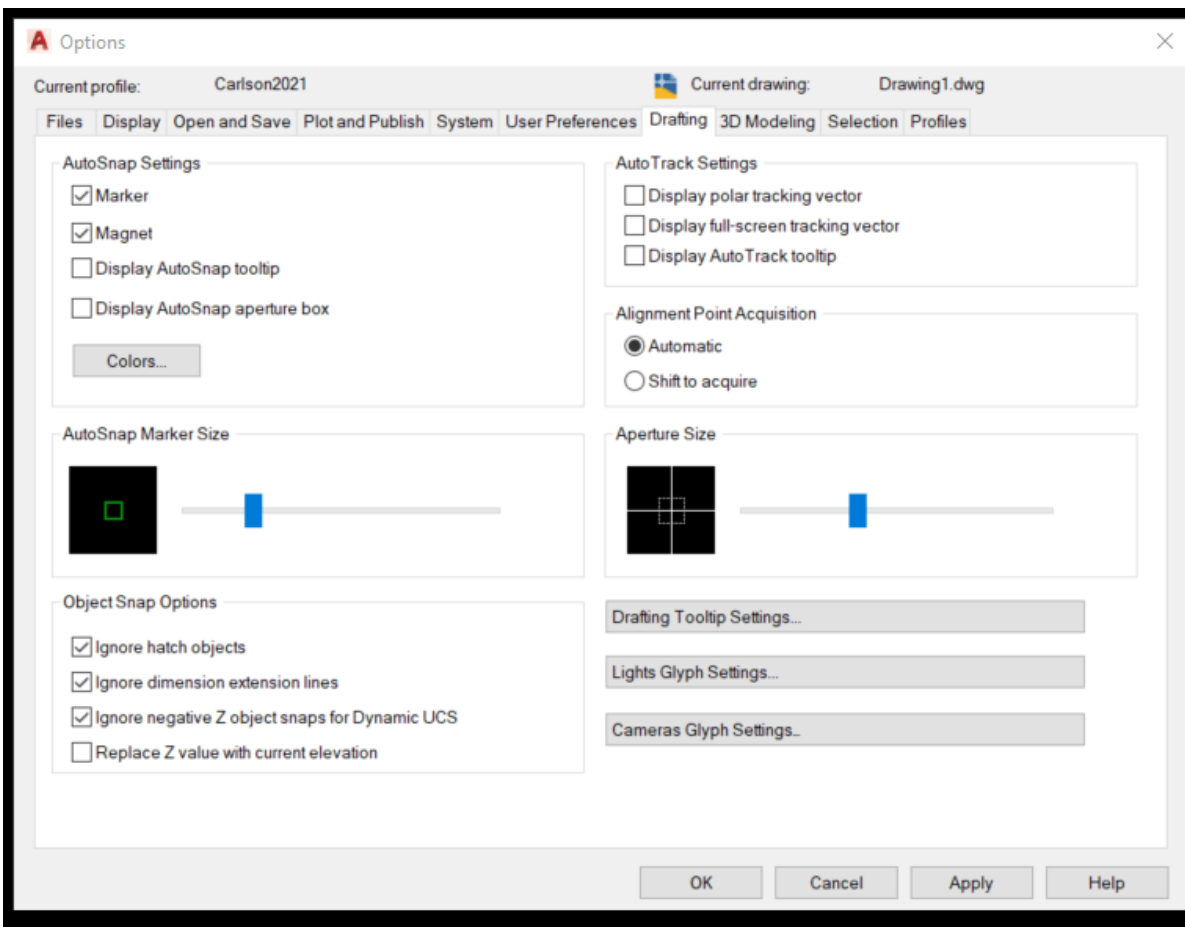 Options
Current profile: Carlson2021 Current drawing: Drawing1.dwg
Files Display Open and Save Plot and Publish System User Preferences Drafting 3D Modeling Selection Profiles
AutoSnap Settings
Marker
Magnet
Display AutoSnap tooltip
Display AutoSnap aperture box
Colors...
AutoTrack Settings
Display polar tracking vector
Display full-screen tracking vector
Display AutoTrack tooltip
Alignment Point Acquisition
Automatic
Shift to acquire
AutoSnap Marker Size
Aperture Size
Object Snap Options
Ignore hatch objects
Ignore dimension extension lines
Ignore negative Z object snaps for Dynamic UCS
Replace Z value with current elevation
Drafting Tooltip Settings...
Lights Glyph Settings...
Cameras Glyph Settings...
OK Cancel Apply Help